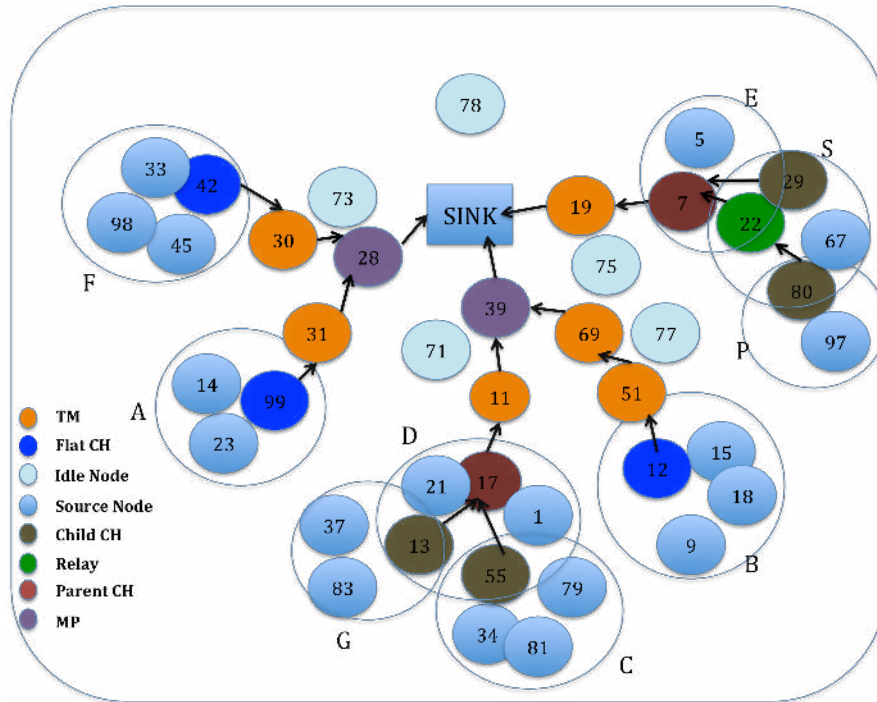 78
E
5
S
33
42
29
73
19
7
22
SINK
98
30
67
45
28
75
F
80
39
31
69
77
P
97
71
14
A
99
11
51
TM
23
D
Flat CH
15
12
21
17
Idle Node
18
Source Node
37
1
13
9
Child CH
B
55
Relay
83
79
Parent CH
MP
34
81
G
C